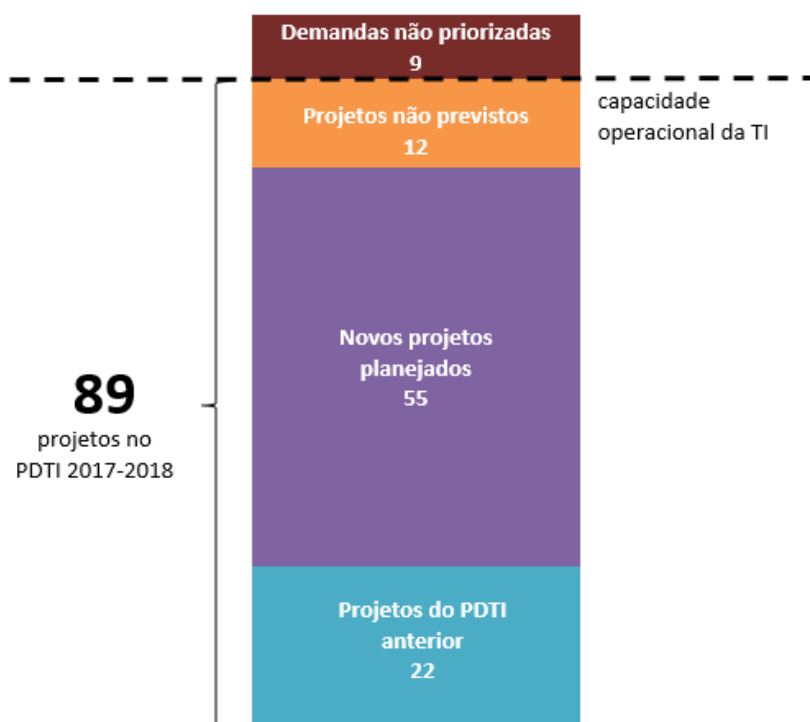 Demandas não priorizadas
9
Projetos não previstos
12
capacidade
operacional da TI
Novos projetos
planejados
55
89
projetos no
PDTI 2017-2018
Projetos do PDTI
anterior
22